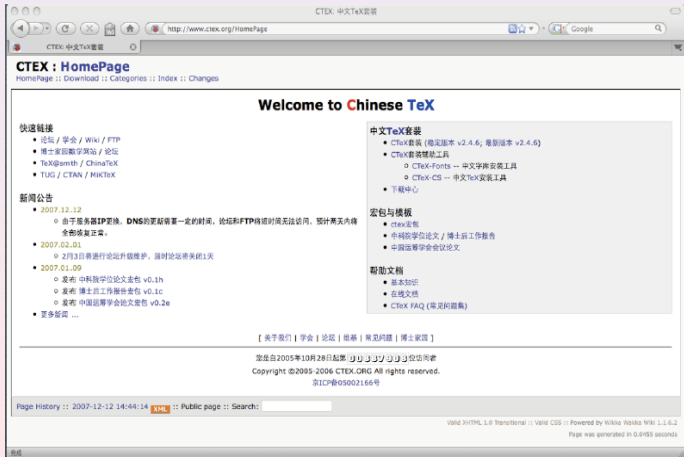 CTEX: 中文TeX套装
http://www.ctex.org/HomePage
Google
CTEX: 中文TeX套装
CTEX : HomePage
HomePage :: Download :: Categories :: Index :: Changes
Welcome to Chinese TeX
快速链接
论坛 / 学会 / Wiki / FTP
博士家园数学网站 / 论坛
TeX@smth / ChinaTeX
TUG / CTAN / MiKTeX
新闻公告
2007.12.12
由于服务器IP更换，DNS的更新需要一定的时间，论坛和FTP将短时间无法访问，预计两天内将
全部恢复正常。
2007.02.01
2月3日将进行论坛升级维护，届时论坛将关闭1天
2007.01.09
发布 中科院学位论文宏包 v0.1h
发布 博士后工作报告宏包 v0.1c
发布 中国运筹学会论文宏包 v0.2e
更多新闻 ...
中文TeX套装
CTeX套装 (稳定版本 v2.4.6; 最新版本 v2.4.6)
CTeX套装辅助工具
CTeX-Fonts -- 中文字库安装工具
CTeX-CS -- 中文TeX安装工具
下载中心
宏包与模板
ctex宏包
中科院学位论文 / 博士后工作报告
中国运筹学会会议论文
帮助文档
基本知识
在线文档
CTeX FAQ (常见问题集)
[ 关于我们 | 学会 | 论坛 | 维基 | 常见问题 | 博士家园 ]
您是自2005年10月28日起第 位访问者
Copyright ©2005-2006 CTEX.ORG All rights reserved.
京ICP备05002166号
Page History :: 2007-12-12 14:44:14 XML :: Public page :: Search:
Valid XHTML 1.0 Transitional :: Valid CSS :: Powered by Wikka Wakka Wiki 1.1.6.2
Page was generated in 0.6455 seconds
完成